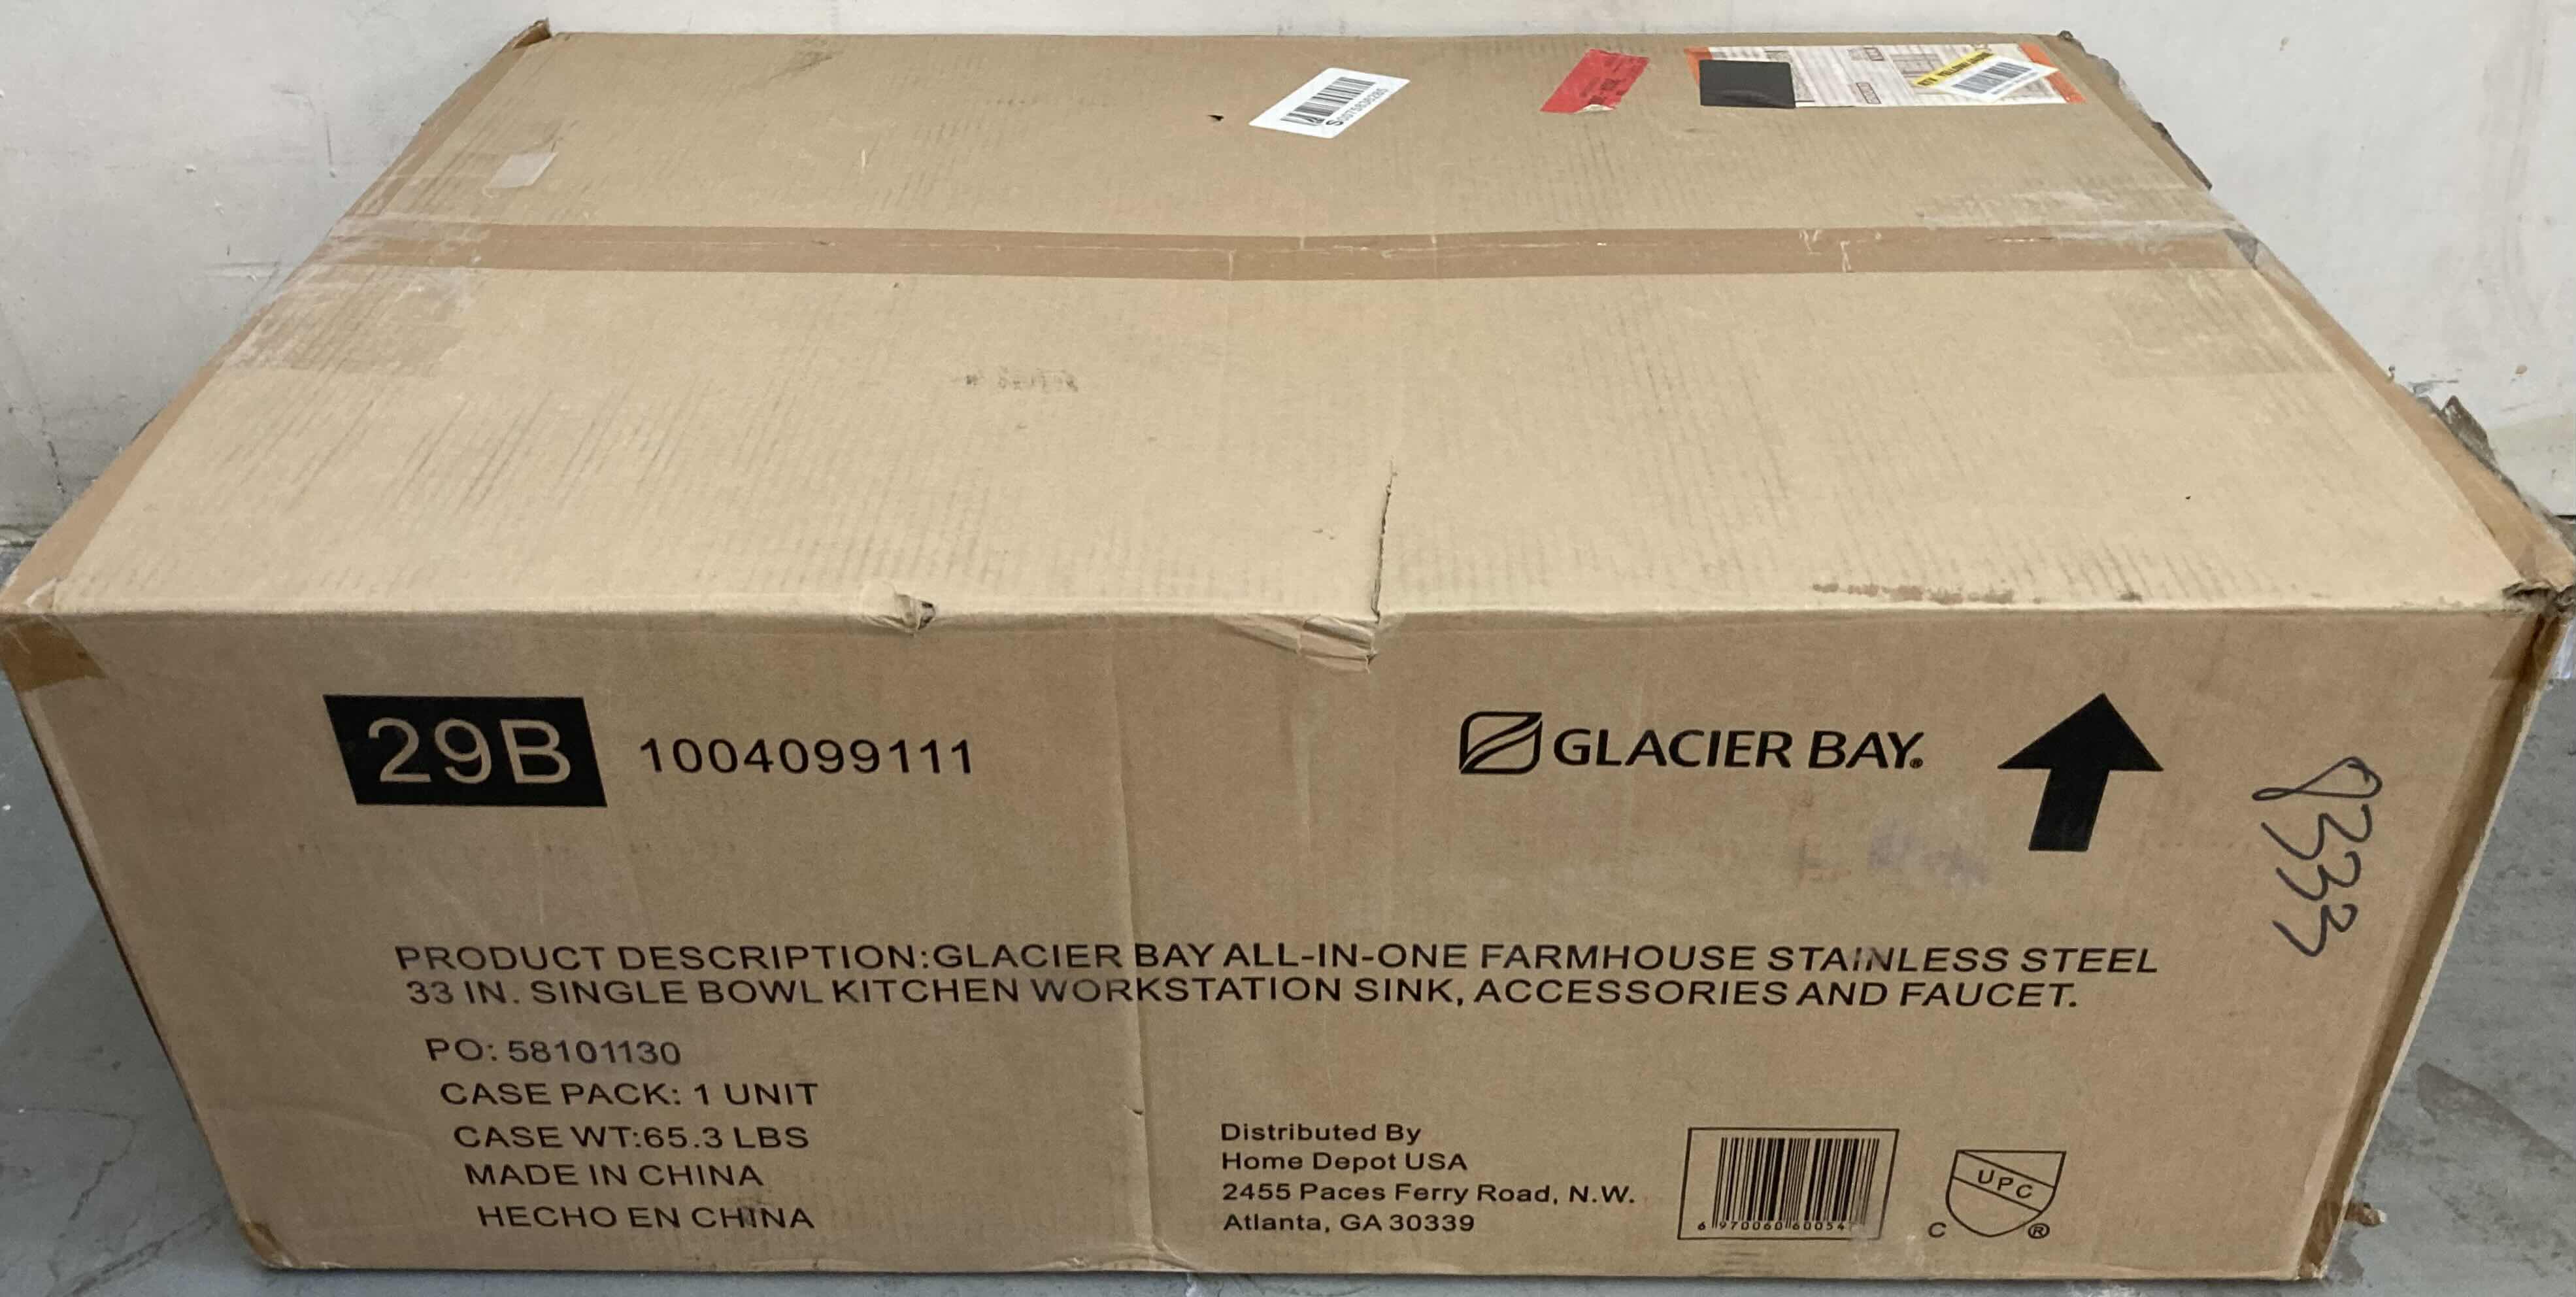 29B 1004099111
GLACIER BAY.
PRODUCT DESCRIPTION:GLACIER BAY ALL-IN-ONE FARMHOUSE STAINLESS STEEL
33 IN. SINGLE BOWL KITCHEN WORKSTATION SINK, ACCESSORIES AND FAUCET.
PO: 58101130
CASE PACK: 1 UNIT
CASE WT:65.3 LBS
MADE IN CHINA
HECHO EN CHINA
Distributed By
Home Depot USA
2455 Paces Ferry Road, N.W.
Atlanta, GA 30339
UPC
C ®